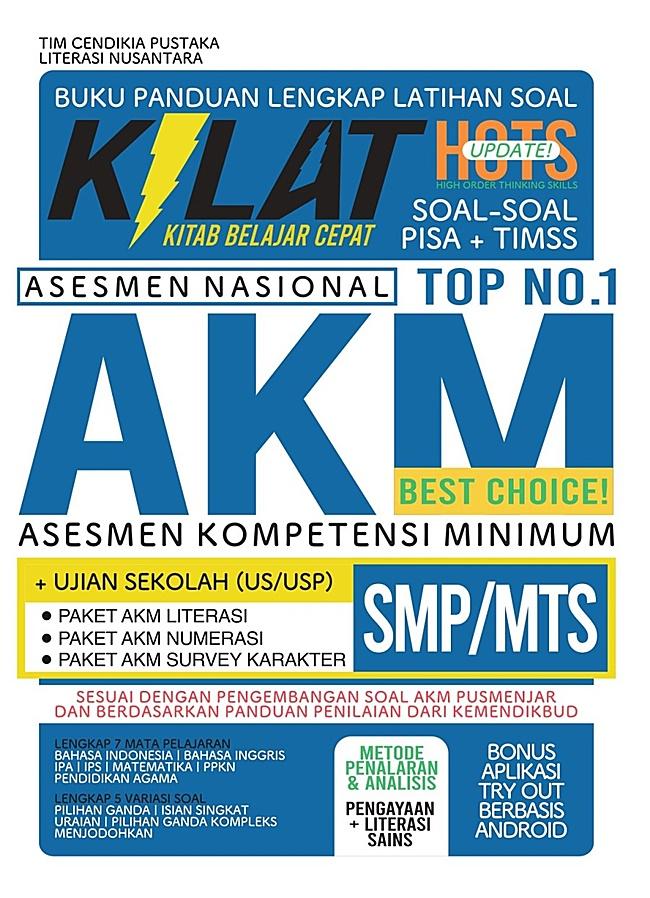 TIM CENDIKIA PUSTAKA
LITERASI NUSANTARA
BUKU PANDUAN LENGKAP LATIHAN SOAL
KILAT
KITAB BELAJAR CEPAT
HOTS
UPDATE!
HIGH ORDER THINKING SKILLS
SOAL-SOAL
PISA + TIMSS
ASESMEN NASIONAL
TOP NO.1
AKM
BEST CHOICE!
ASESMEN KOMPETENSI MINIMUM
+ UJIAN SEKOLAH (US/USP)
• PAKET AKM LITERASI
• PAKET AKM NUMERASI
• PAKET AKM SURVEY KARAKTER
SMP/MTS
SESUAI DENGAN PENGEMBANGAN SOAL AKM PUSMENJAR
DAN BERDASARKAN PANDUAN PENILAIAN DARI KEMENDIKBUD
LENGKAP 7 MATA PELAJARAN
BAHASA INDONESIA | BAHASA INGGRIS
IPA | IPS | MATEMATIKA | PPKN
PENDIDIKAN AGAMA
LENGKAP 5 VARIASI SOAL
PILIHAN GANDA | ISIAN SINGKAT
URAIAN | PILIHAN GANDA KOMPLEKS
MENJODOHKAN
METODE
PENALARAN
& ANALISIS
PENGAYAAN
+ LITERASI
SAINS
BONUS
APLIKASI
TRY OUT
BERBASIS
ANDROID